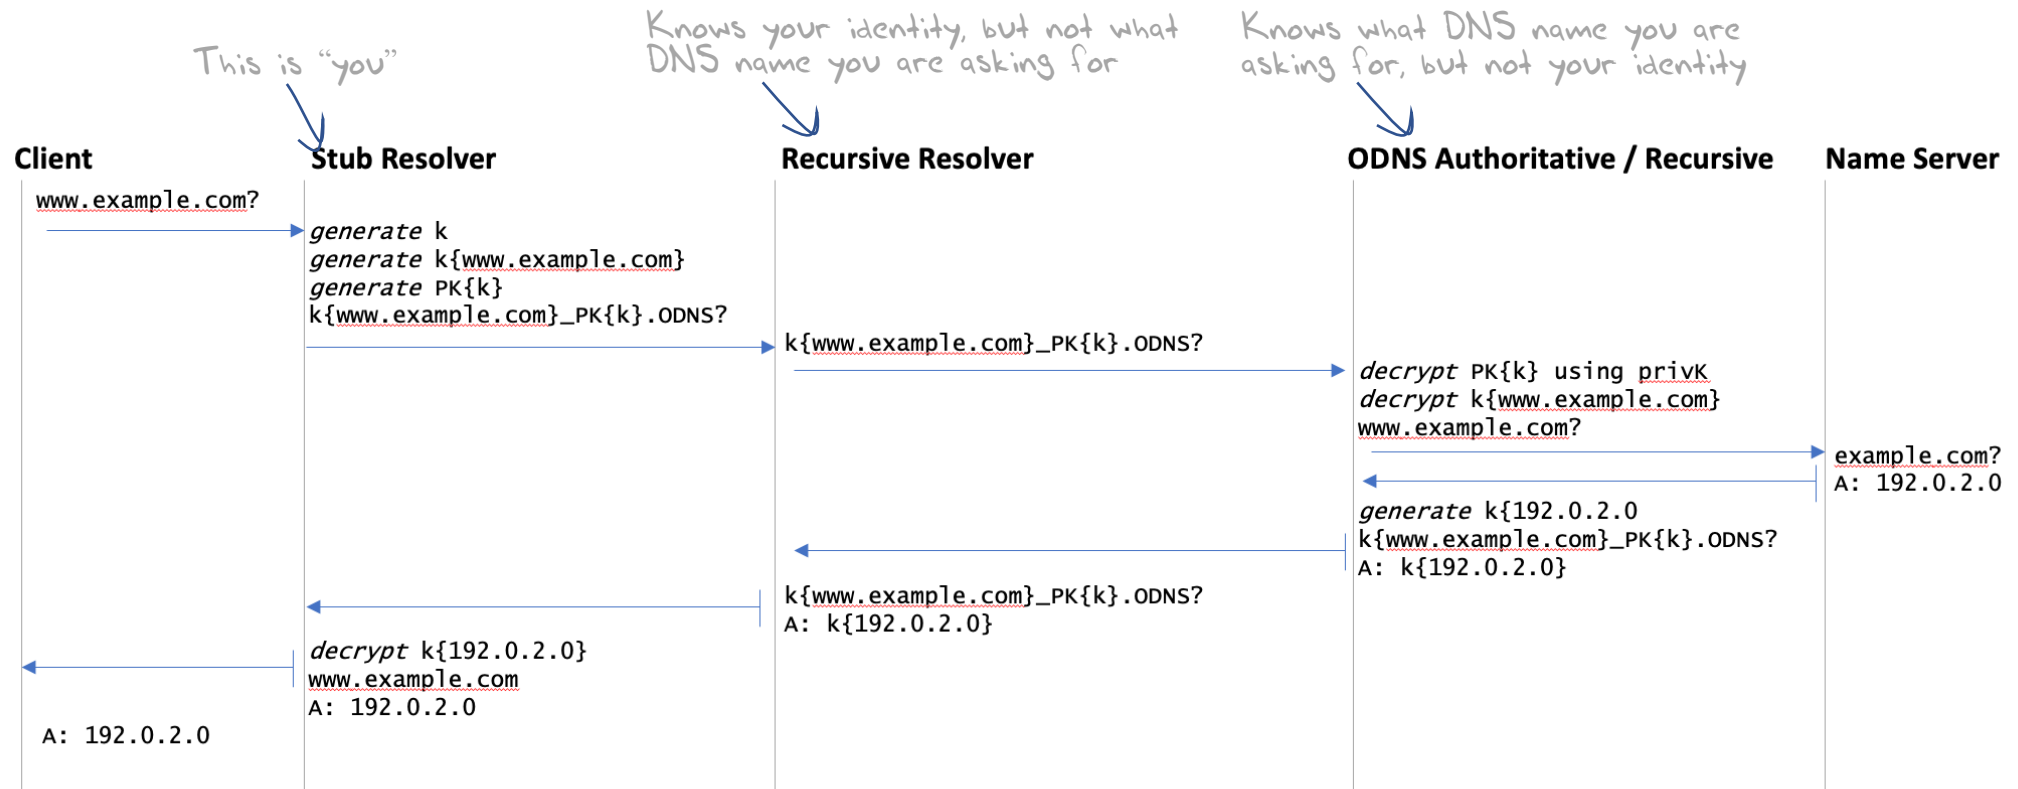 This is “you”
Knows your identity, but not what
DNS name you are asking for
Knows what DNS name you are
asking for, but not your identity
Client
Stub Resolver
Recursive Resolver
ODNS Authoritative / Recursive
Name Server
www.example.com?
generate k
generate k{www.example.com}
generate PK{k}
k{www.example.com}_PK{k}.ODNS?
k{www.example.com}_PK{k}.ODNS?
decrypt PK{k} using privK
decrypt k{www.example.com}
www.example.com?
example.com?
A: 192.0.2.0
generate k{192.0.2.0
k{www.example.com}_PK{k}.ODNS?
A: k{192.0.2.0}
k{www.example.com}_PK{k}.ODNS?
A: k{192.0.2.0}
decrypt k{192.0.2.0}
www.example.com
A: 192.0.2.0
A: 192.0.2.0